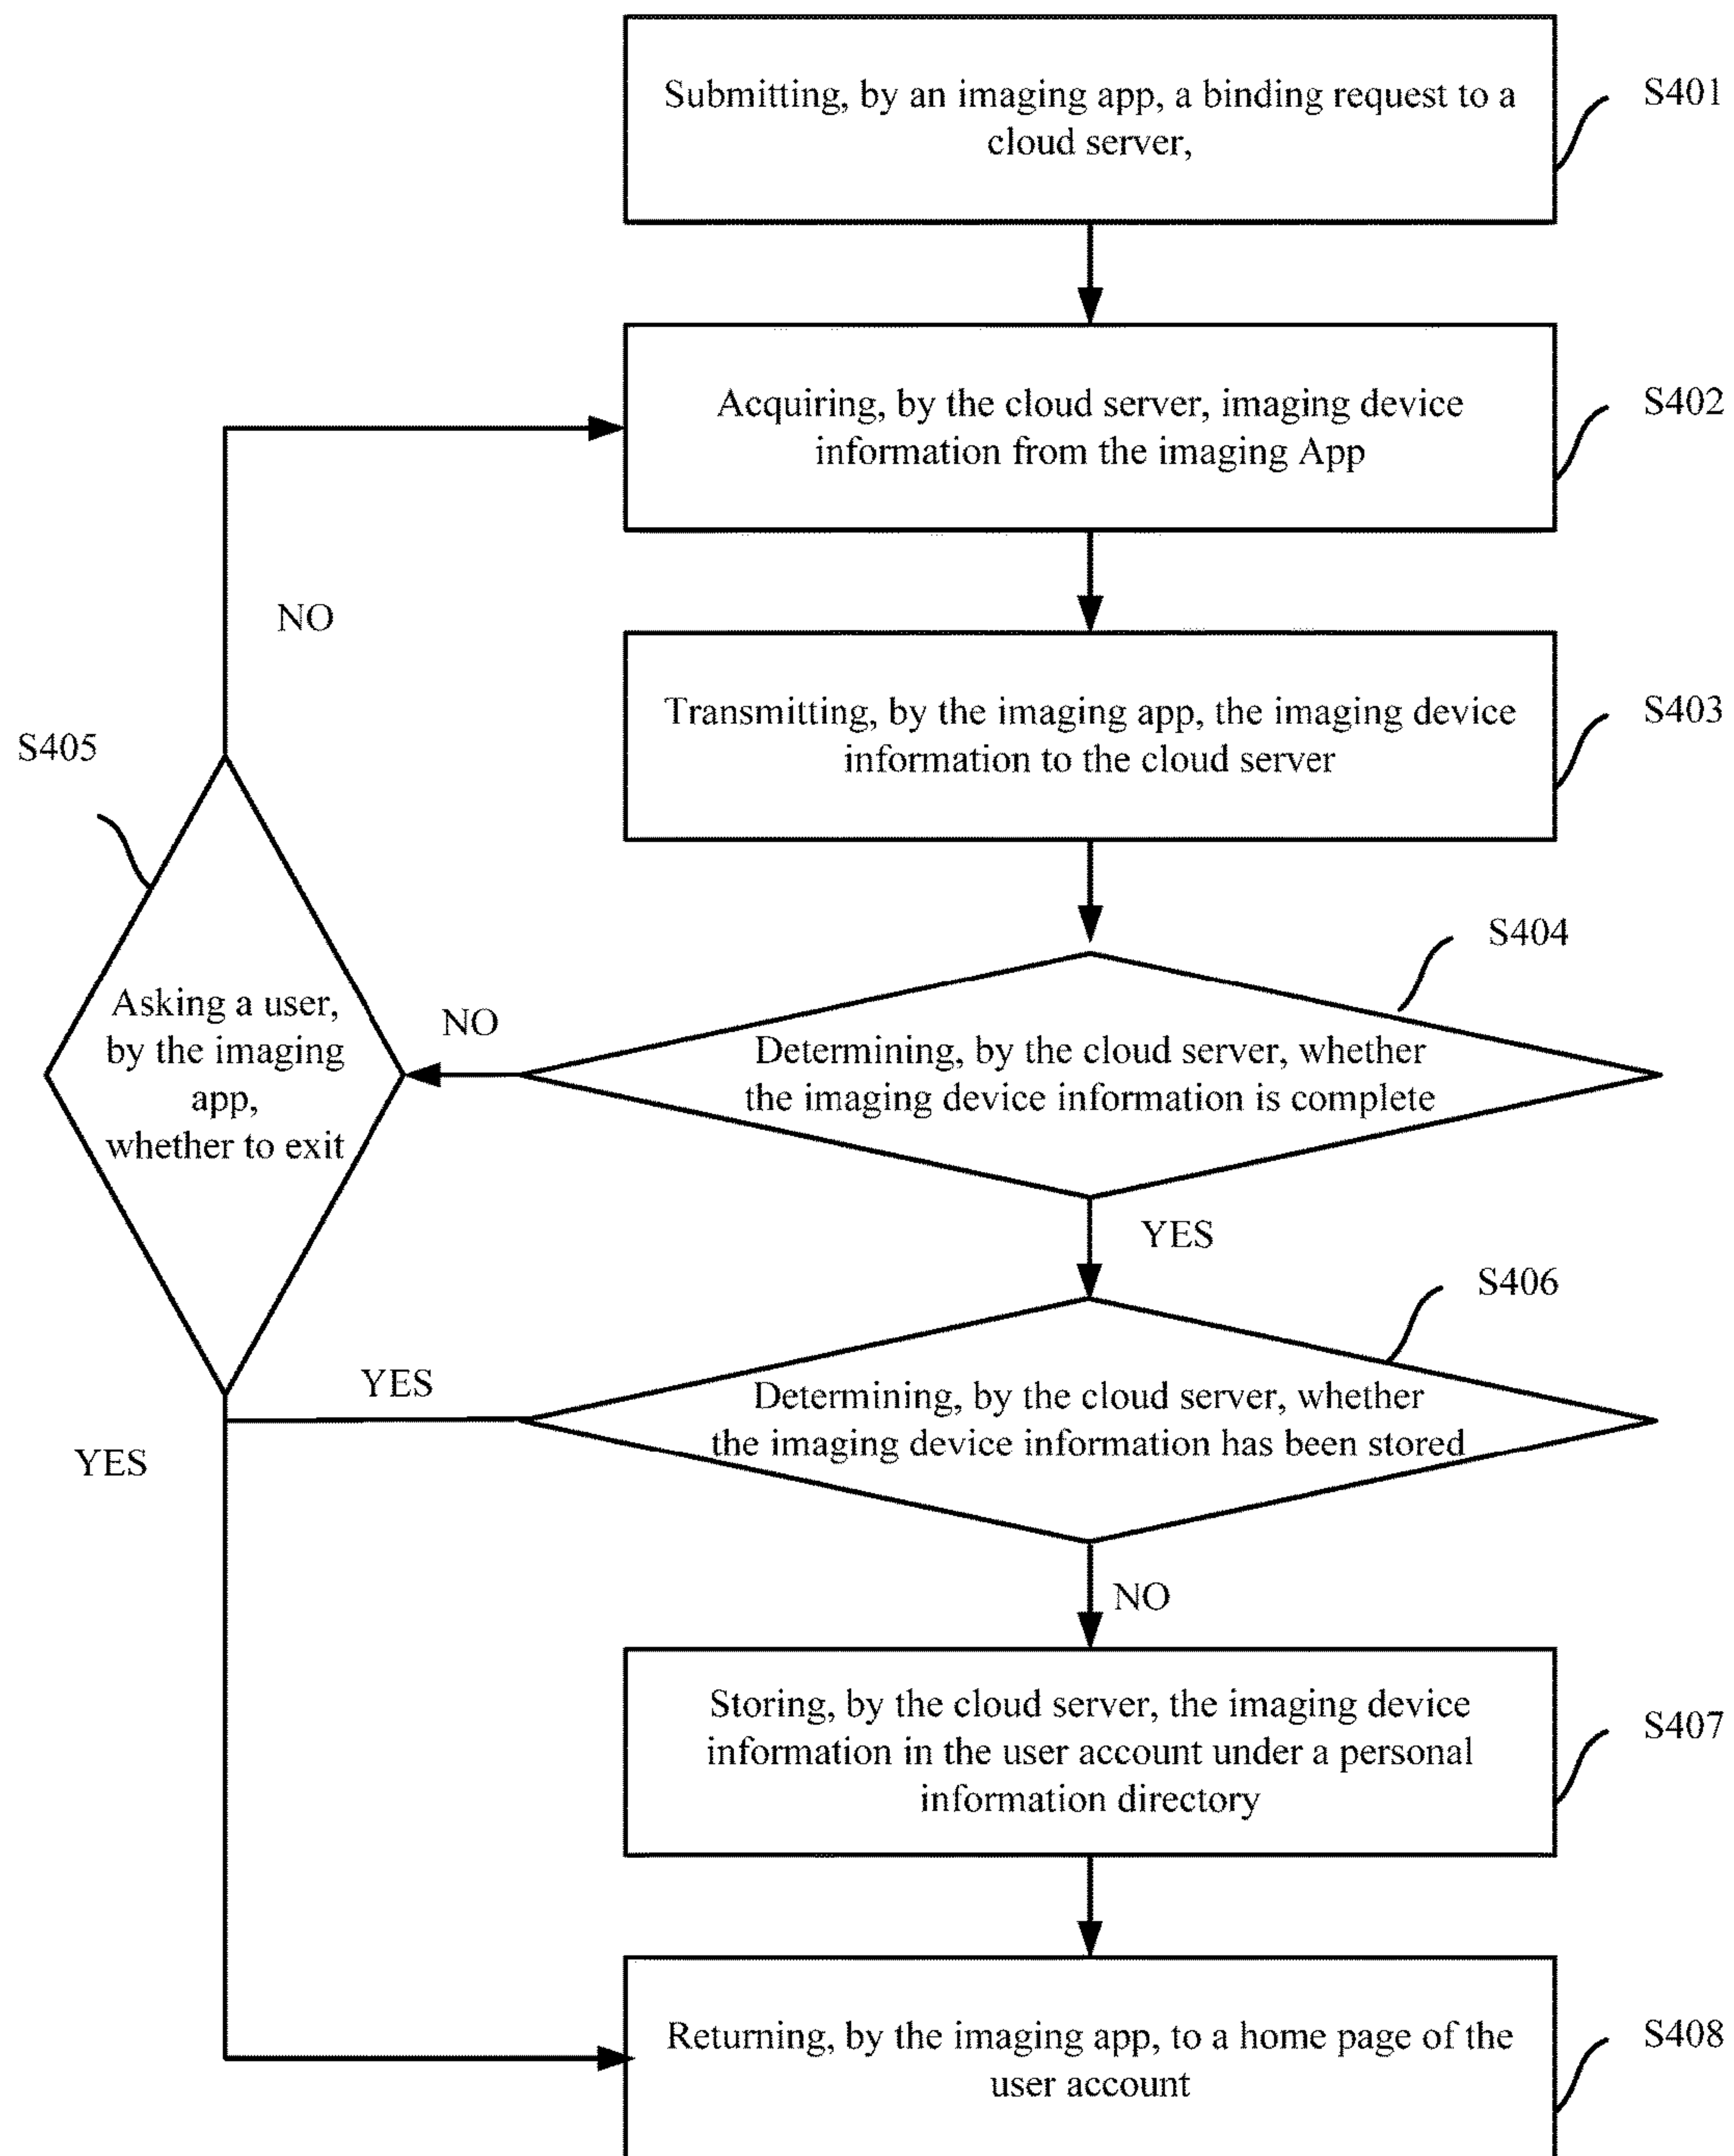 Submitting, by an imaging app, a binding request to a
cloud server,
S401
Acquiring, by the cloud server, imaging device
information from the imaging App
S402
NO
Transmitting, by the imaging app, the imaging device
information to the cloud server
S403
S405
Asking a user,
by the imaging
app,
whether to exit
NO
S404
Determining, by the cloud server, whether
the imaging device information is complete
YES
S406
YES
Determining, by the cloud server, whether
the imaging device information has been stored
YES
NO
Storing, by the cloud server, the imaging device
information in the user account under a personal
information directory
S407
Returning, by the imaging app, to a home page of the
user account
S408